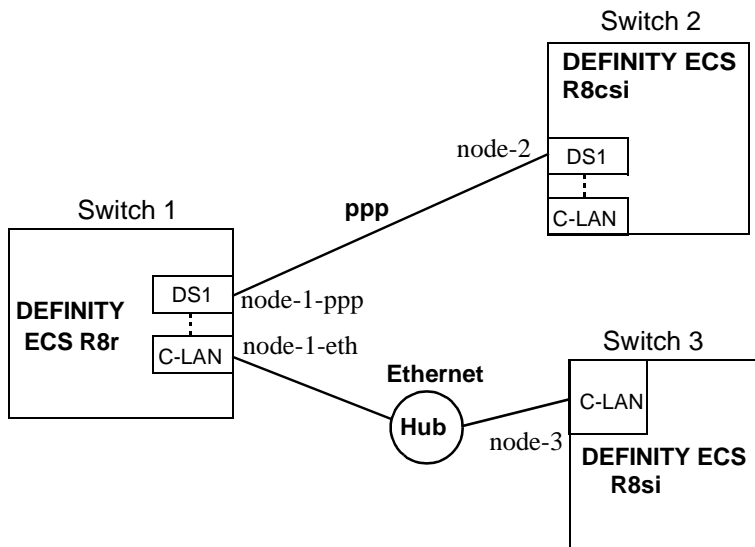 Switch 2
DEFINITY ECS
R8csi
node-2
DS1
ppp
C-LAN
Switch 1
DS1
node-1-ppp
DEFINITY
ECS R8r
C-LAN
node-1-eth
Switch 3
Ethernet
C-LAN
Hub
node-3
DEFINITY ECS
R8si